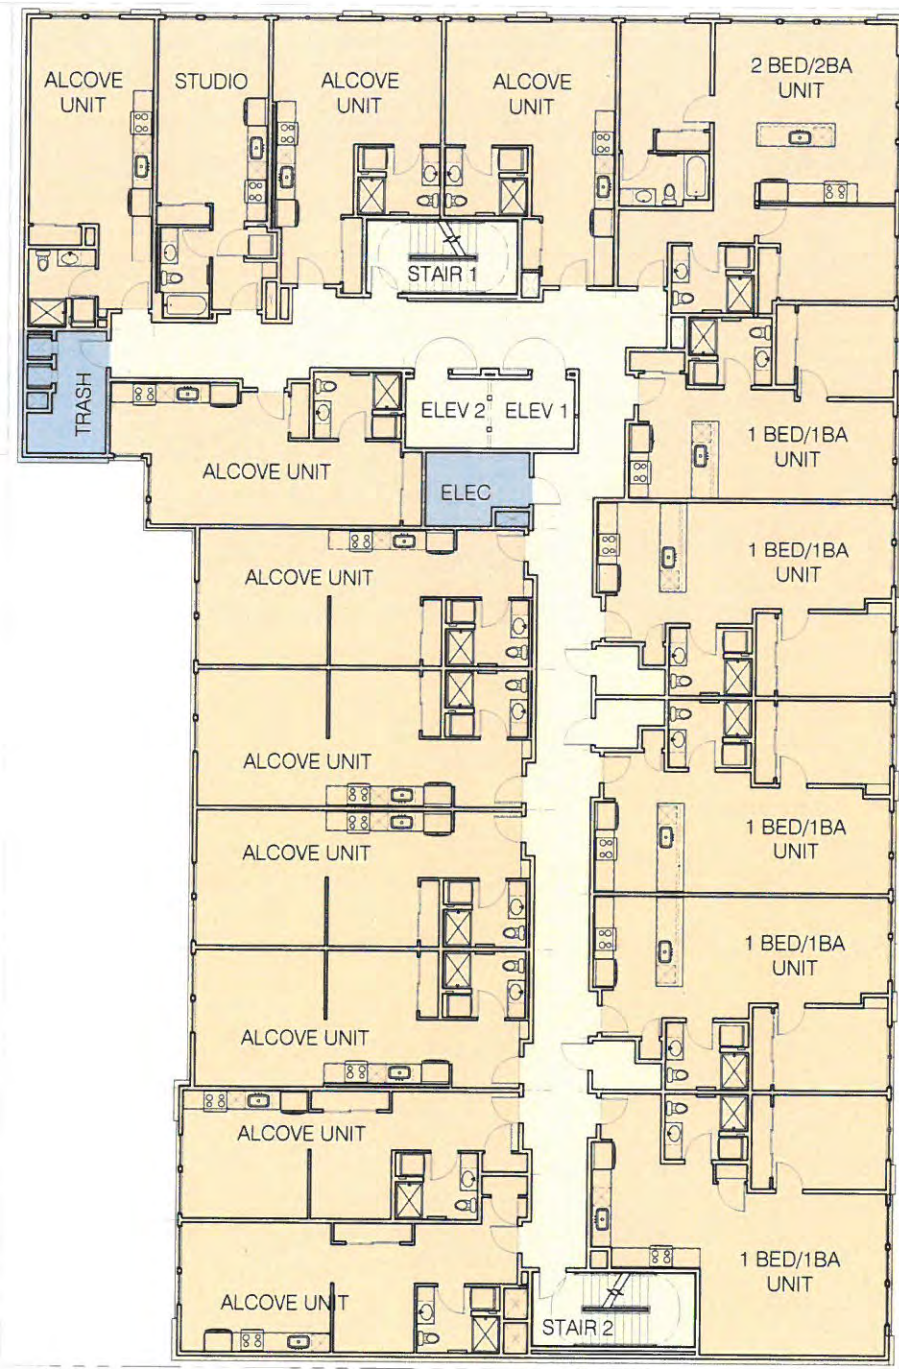 ALCOVE
UNIT
STUDIO
ALCOVE
UNIT
ALCOVE
UNIT
2 BED/2BA
UNIT
STAIR 1
TRASH
ELEV 2
ELEV 1
1 BED/1BA
UNIT
ALCOVE UNIT
ELEC
1 BED/1BA
UNIT
ALCOVE UNIT
ALCOVE UNIT
1 BED/1BA
UNIT
ALCOVE UNIT
1 BED/1BA
UNIT
ALCOVE UNIT
ALCOVE UNIT
1 BED/1BA
UNIT
ALCOVE UNIT
STAIR 2